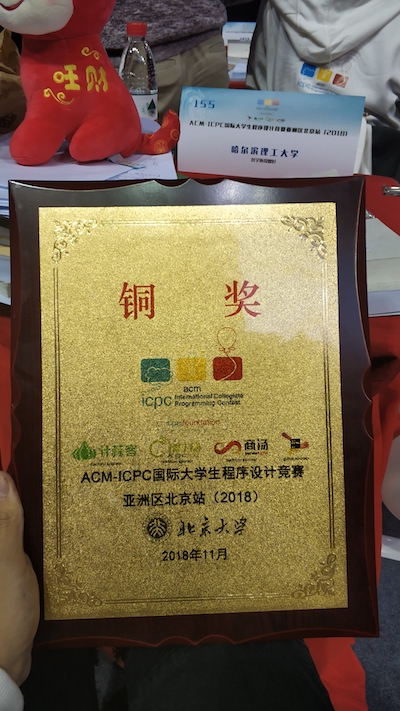 旺财
155
ACM-ICPC国际大学生程序设计竞赛亚洲区北京站（2018）
哈尔滨理工大学
铜 奖
acm
icpc International Collegiate
Programming Contest
foundation
计蒜客
商汤
ACM-ICPC国际大学生程序设计竞赛
亚洲区北京站（2018）
北京大学
2018年11月